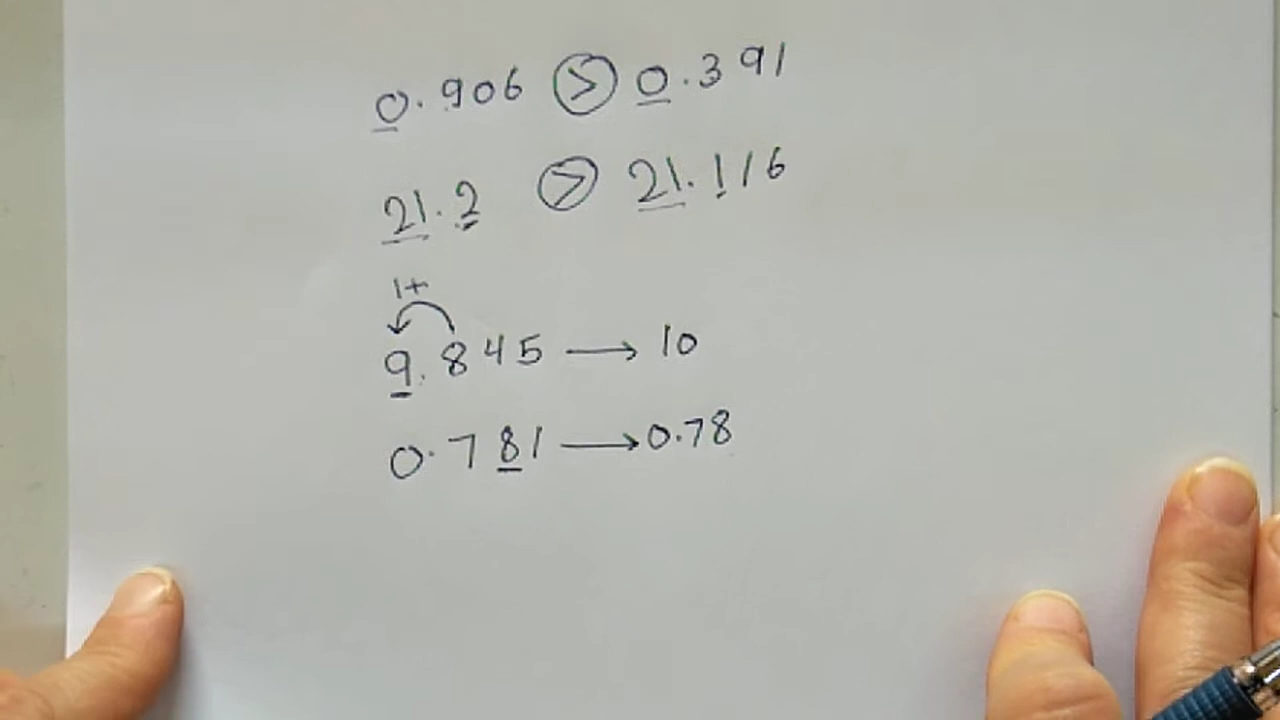 0.906 > 0.391
21.2 > 21.116
1+
9.845 → 10
0.781 → 0.78